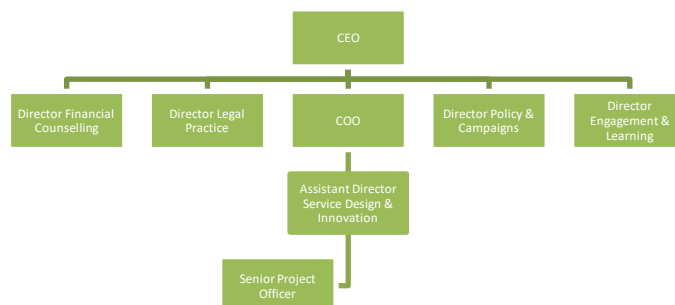 CEO
Director Financial
Counselling
Director Legal
Practice
COO
Director Policy &
Campaigns
Director
Engagement &
Learning
Assistant Director
Service Design &
Innovation
Senior Project
Officer